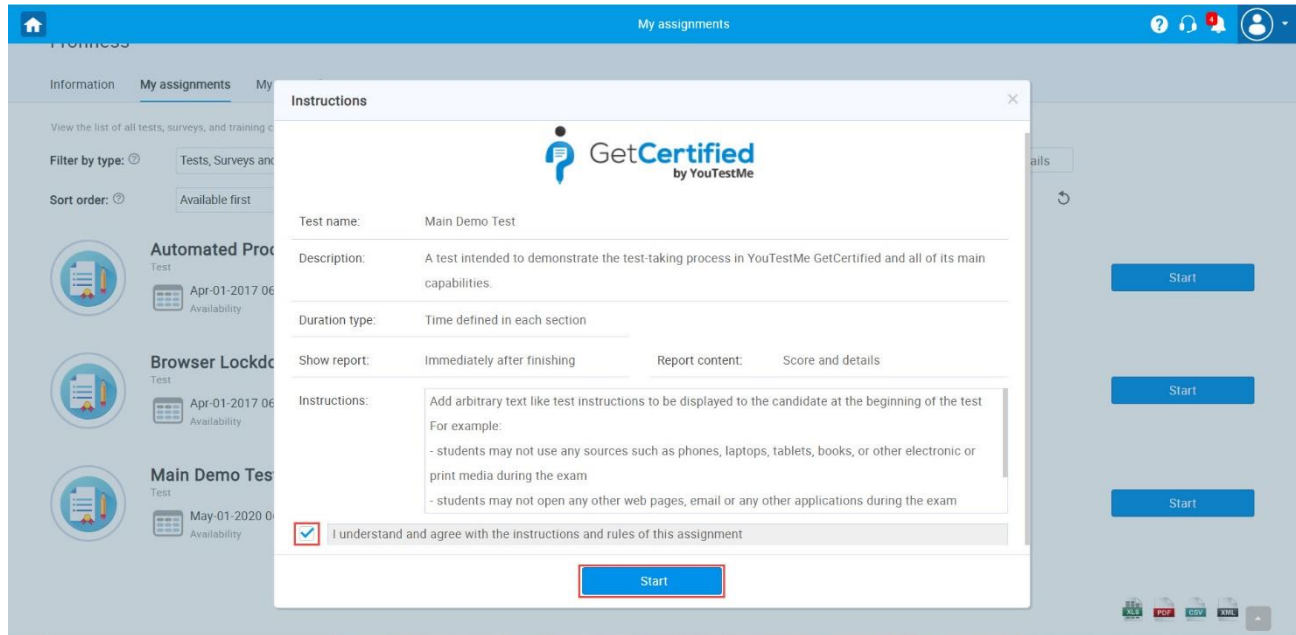 My assignments
4
Information My assignments My
View the list of all tests, surveys, and training c
Filter by type: Tests, Surveys and ails
Sort order: Available first
Automated Proc
Test
Apr-01-2017 06
Availability
Start
Browser Lockdo
Test
Apr-01-2017 06
Availability
Start
Main Demo Tes
Test
May-01-2020 0
Availability
Start
Instructions
GetCertified
by YouTestMe
Test name: Main Demo Test
Description: A test intended to demonstrate the test-taking process in YouTestMe GetCertified and all of its main
capabilities.
Duration type: Time defined in each section
Show report: Immediately after finishing Report content: Score and details
Instructions: Add arbitrary text like test instructions to be displayed to the candidate at the beginning of the test
For example:
- students may not use any sources such as phones, laptops, tablets, books, or other electronic or
print media during the exam
- students may not open any other web pages, email or any other applications during the exam
I understand and agree with the instructions and rules of this assignment
Start
XLS PDF CSV XML